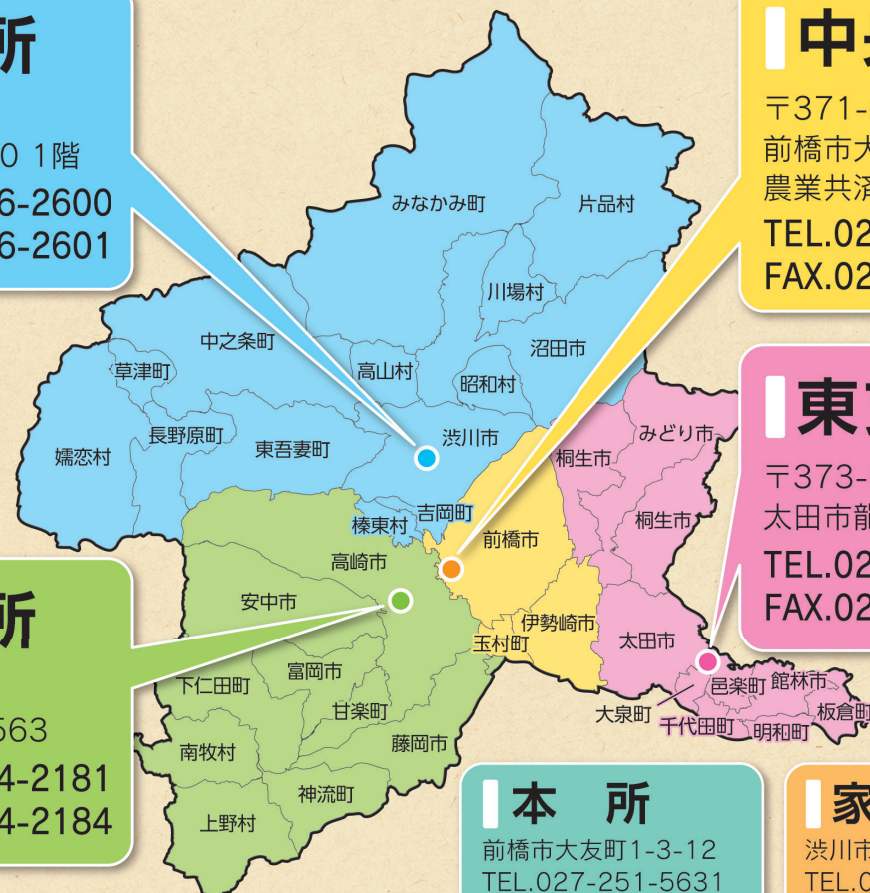 所
0 1階
6-2600
6-2601
中央
〒371-
前橋市大
農業共済
TEL.02
FAX.02
みなかみ町
片品村
川場村
中之条町
沼田市
高山村
草津町
昭和村
長野原町
東吾妻町
渋川市
嬬恋村
みどり市
桐生市
吉岡町
榛東村
前橋市
桐生市
高崎市
安中市
伊勢崎市
玉村町
太田市
東
〒373-
太田市龍
TEL.02
FAX.02
所
563
4-2181
4-2184
富岡市
下仁田町
甘楽町
邑楽町
館林市
大泉町
千代田町
明和町
板倉町
南牧村
藤岡市
神流町
上野村
本 所
前橋市大友町1-3-12
TEL.027-251-5631
家
渋川市
TEL.0